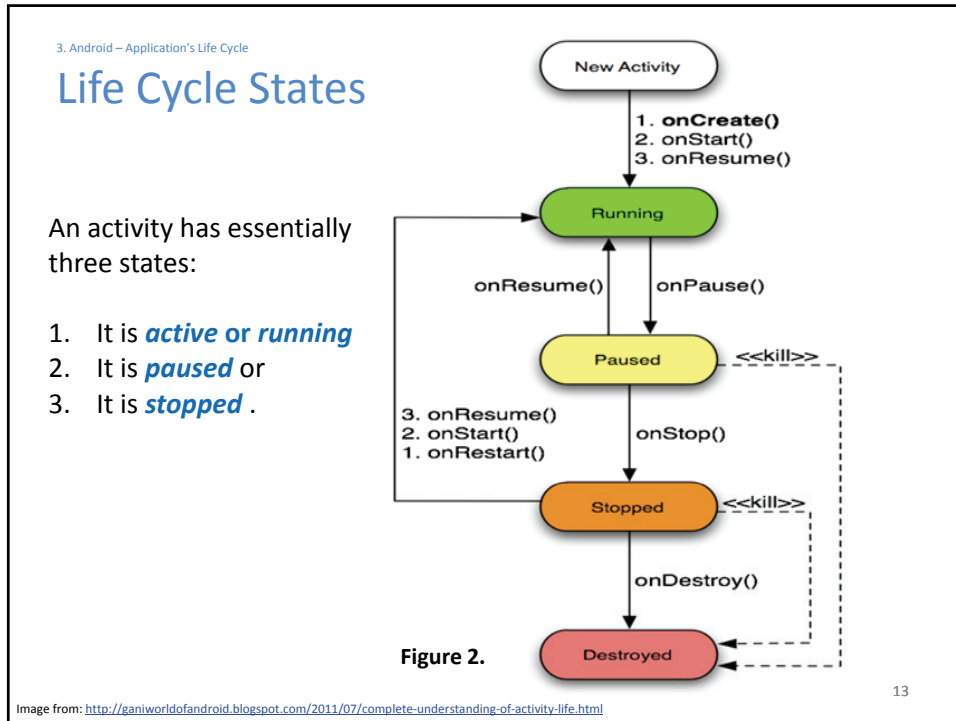 3. Android – Application's Life Cycle
Life Cycle States
An activity has essentially
three states:
1. It is active or running
2. It is paused or
3. It is stopped .
New Activity
1. onCreate()
2. onStart()
3. onResume()
Running
onResume()
onPause()
Paused
<<kill>>
3. onResume()
2. onStart()
1. onRestart()
onStop()
Stopped
<<kill>>
onDestroy()
Destroyed
Figure 2.
13
Image from: http://ganiworldofandroid.blogspot.com/2011/07/complete-understanding-of-activity-life.html